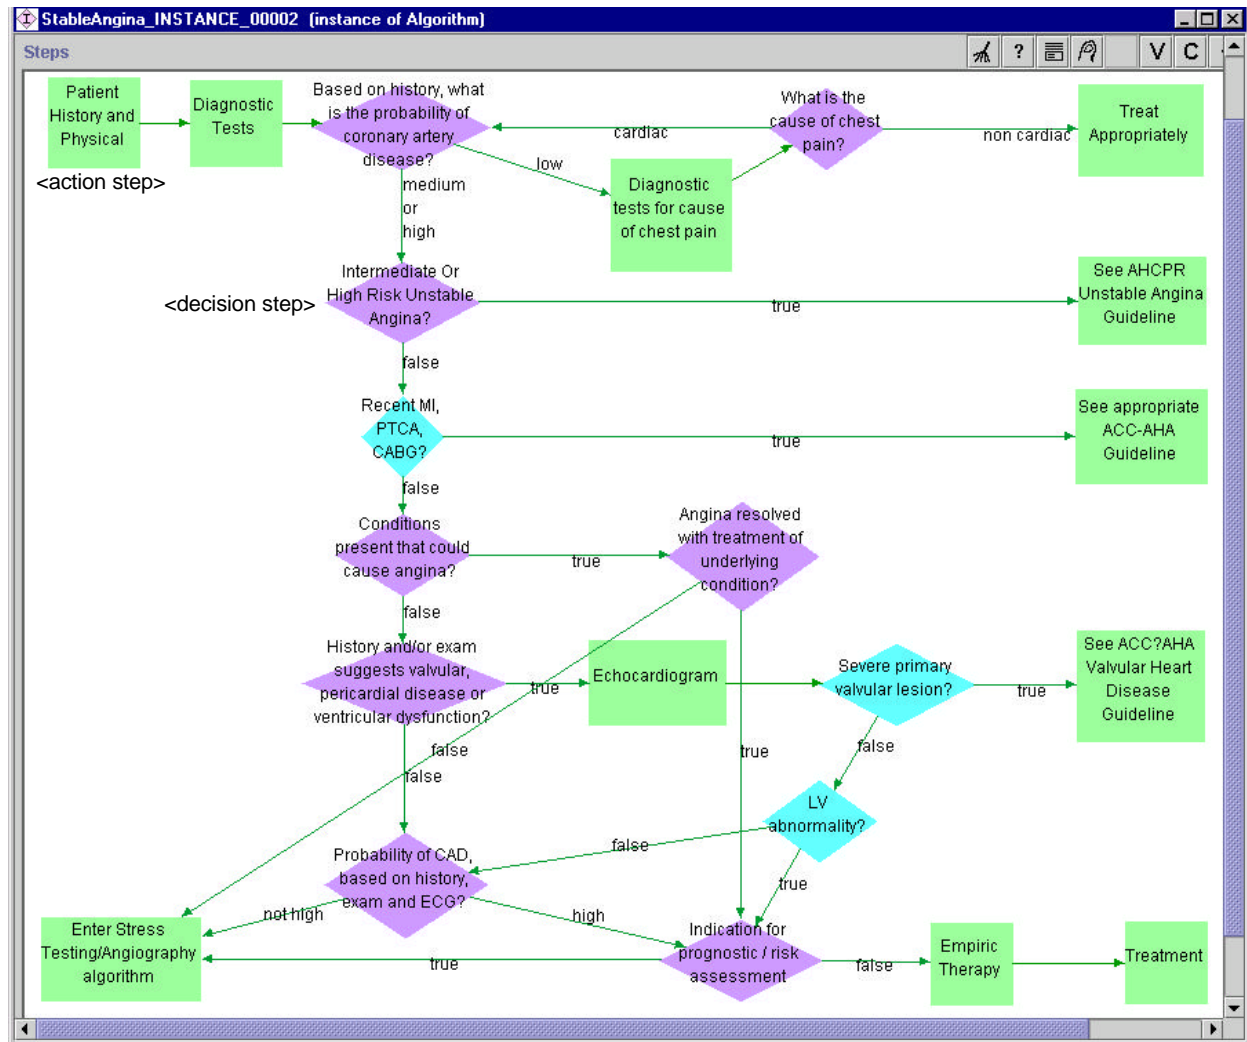 StableAngina_INSTANCE_00002 (instance of Algorithm)
Steps
?
V
C
Patient
History and
Physical
<action step>
Diagnostic
Tests
Based on history, what
is the probability of
coronary artery
disease?
cardiac
What is the
cause of chest
pain?
non cardiac
Treat
Appropriately
low
Diagnostic
tests for cause
of chest pain
medium
or
high
<decision step>
Intermediate Or
High Risk Unstable
Angina?
true
See AHCPR
Unstable Angina
Guideline
false
Recent MI,
PTCA,
CABG?
true
See appropriate
ACC-AHA
Guideline
false
Conditions
present that could
cause angina?
true
Angina resolved
with treatment of
underlying
condition?
false
History and/or exam
suggests valvular,
pericardial disease or
ventricular dysfunction?
true
Echocardiogram
Severe primary
valvular lesion?
true
See ACC?AHA
Valvular Heart
Disease
Guideline
false
false
true
false
LV
abnormality?
false
true
Probability of CAD,
based on history,
exam and ECG?
not high
high
Enter Stress
Testing/Angiography
algorithm
true
Indication for
prognostic / risk
assessment
false
Empiric
Therapy
Treatment